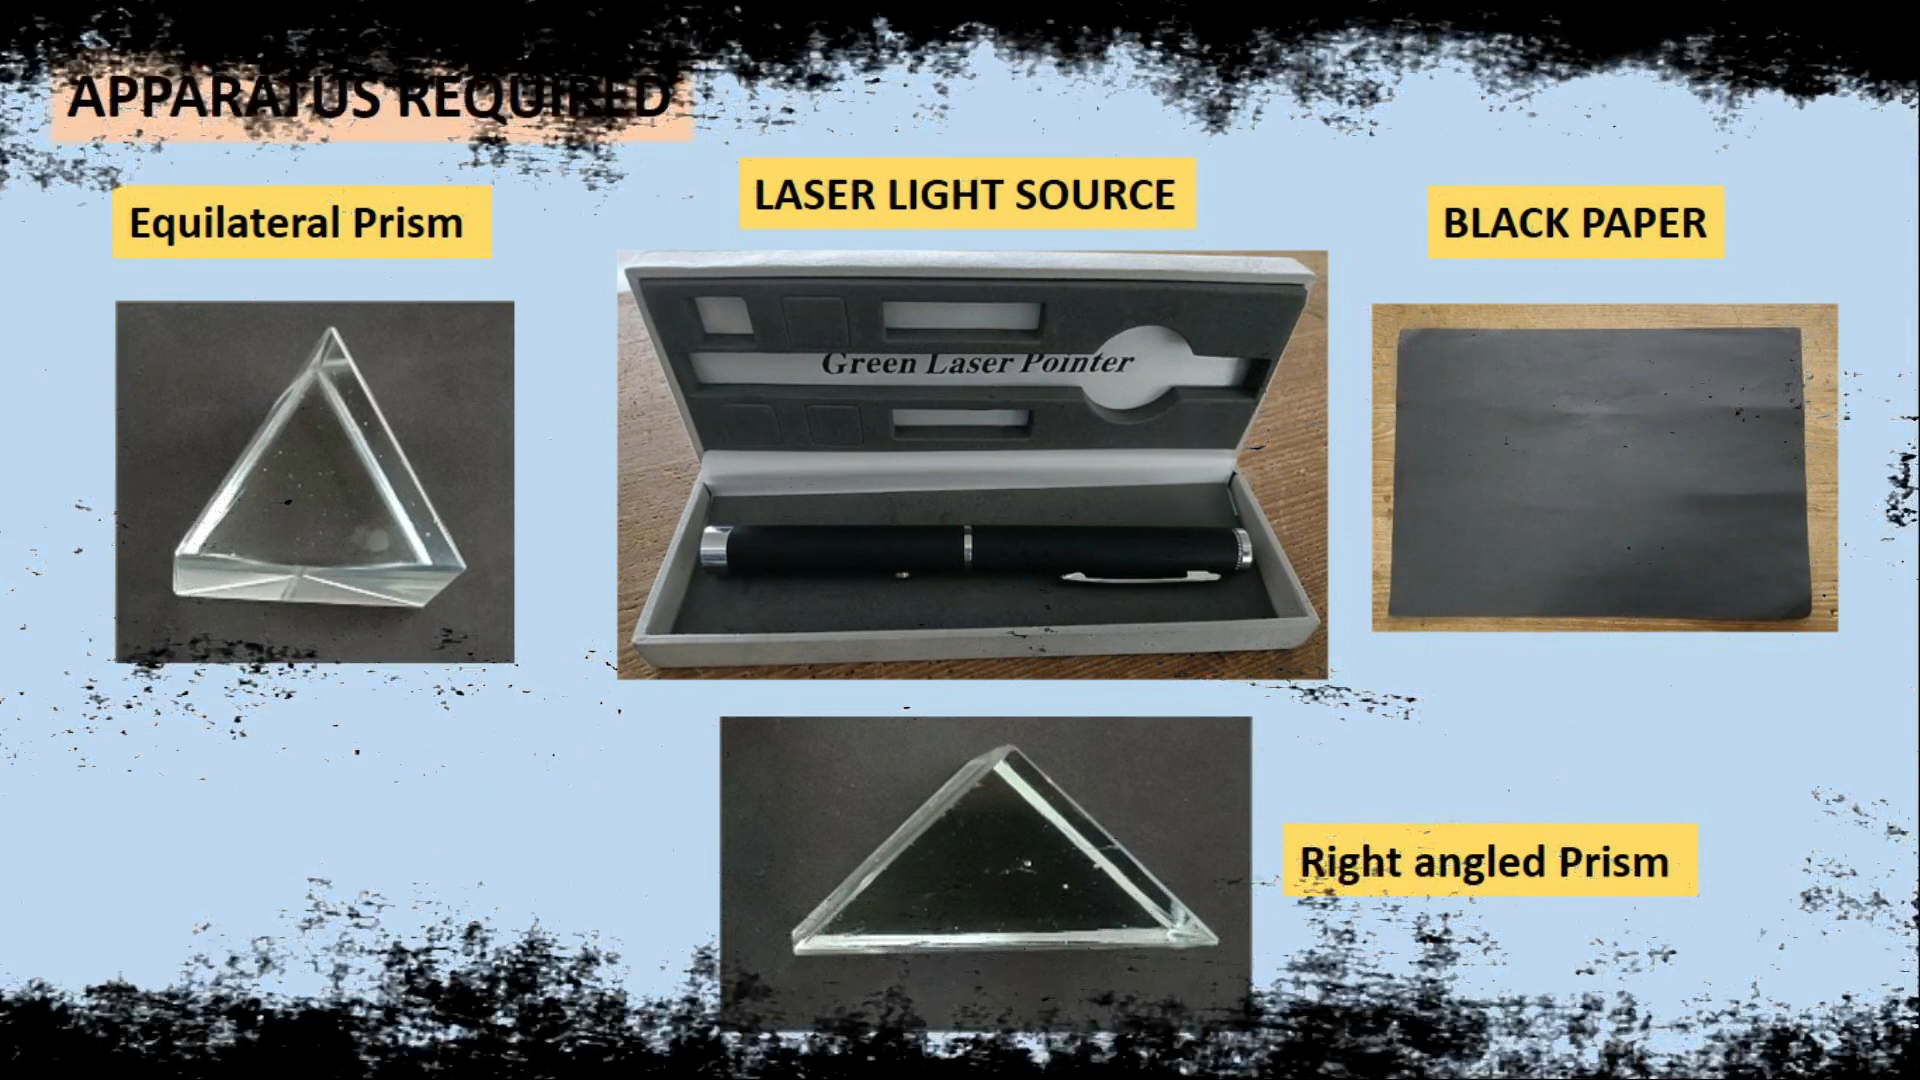 APPARATUS REQUIRED
Equilateral Prism
LASER LIGHT SOURCE
BLACK PAPER
Green Laser Pointer
Right angled Prism